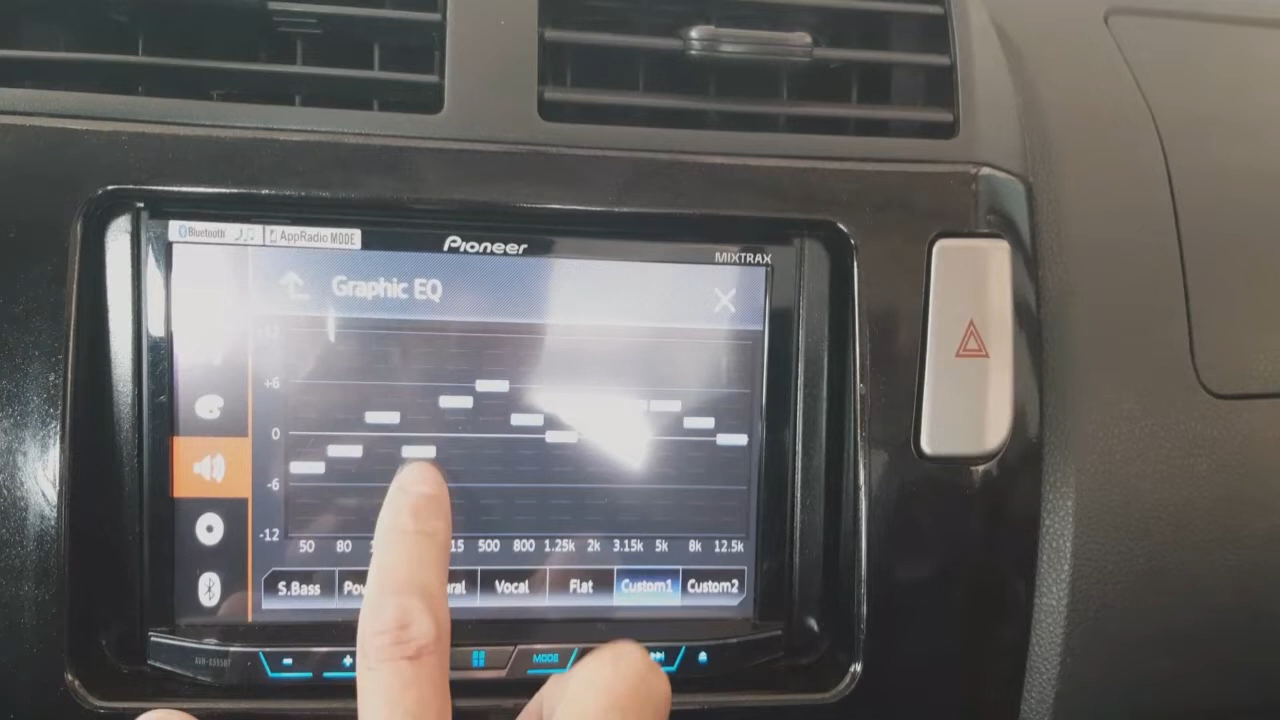 Bluetooth
AppRadio MODE
Pioneer
MIXTRAX
Graphic EQ
+6
0
-6
-12
50 80 500 800 1.25k 2k 3.15k 5k 8k 12.5k
S.Bass Vocal Flat Custom1 Custom2
MODE